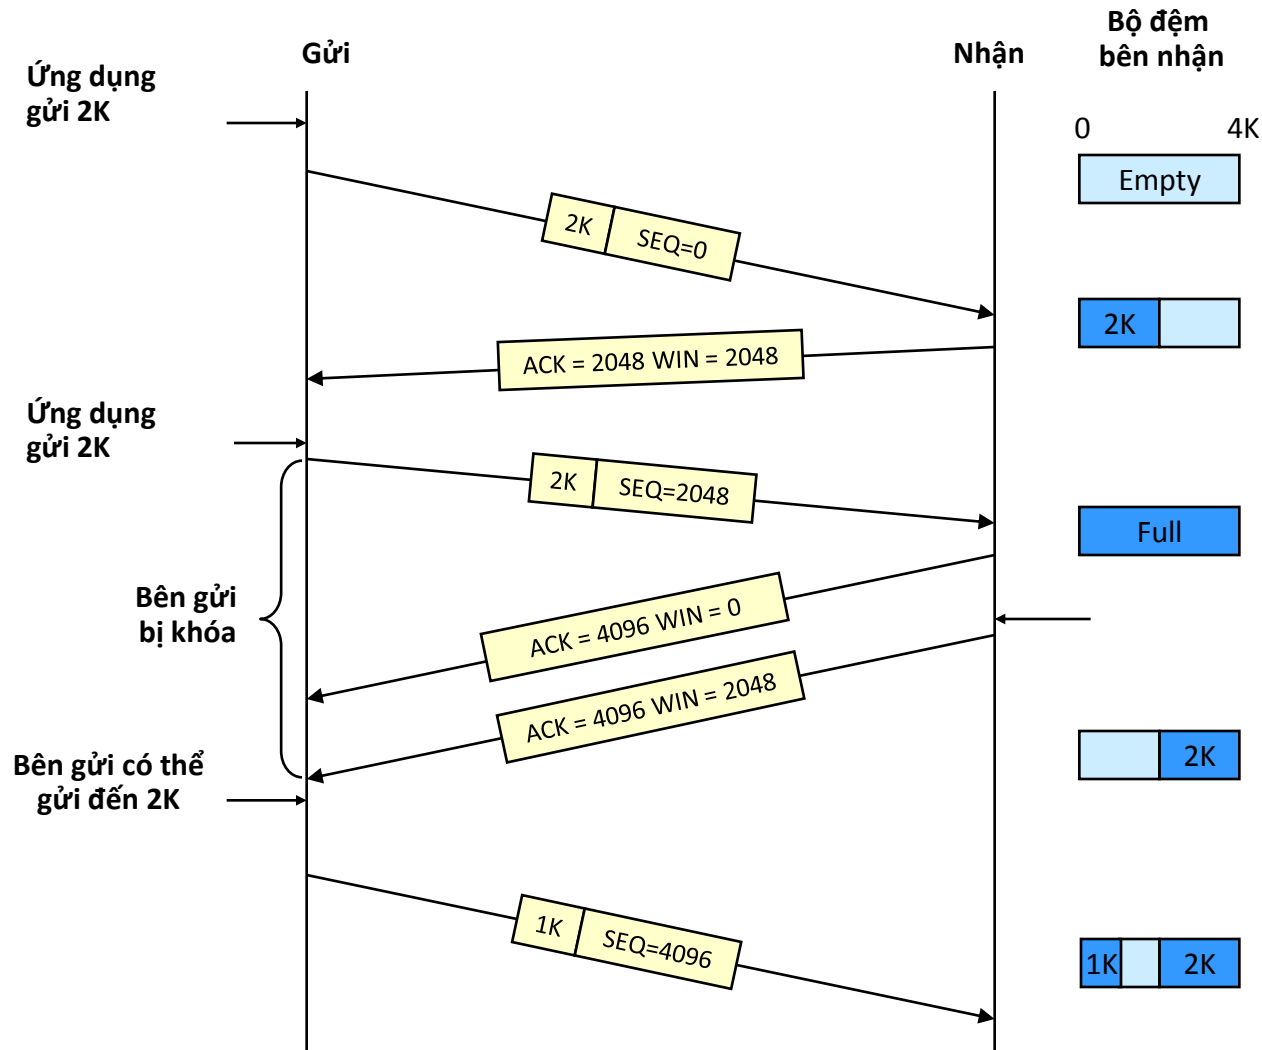 Bộ đệm
bên nhận
Gửi
Nhận
Ứng dụng
gửi 2K
0
4K
Empty
2K
SEQ=0
2K
ACK = 2048 WIN = 2048
Ứng dụng
gửi 2K
2K
SEQ=2048
Full
Bên gửi
bị khóa
ACK = 4096 WIN = 0
ACK = 4096 WIN = 2048
2K
Bên gửi có thể
gửi đến 2K
1K
SEQ=4096
1K
2K